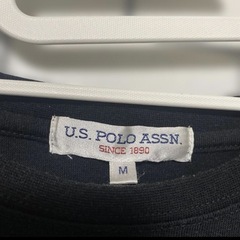 U.S. POLO ASSN.
SINCE 1890
M